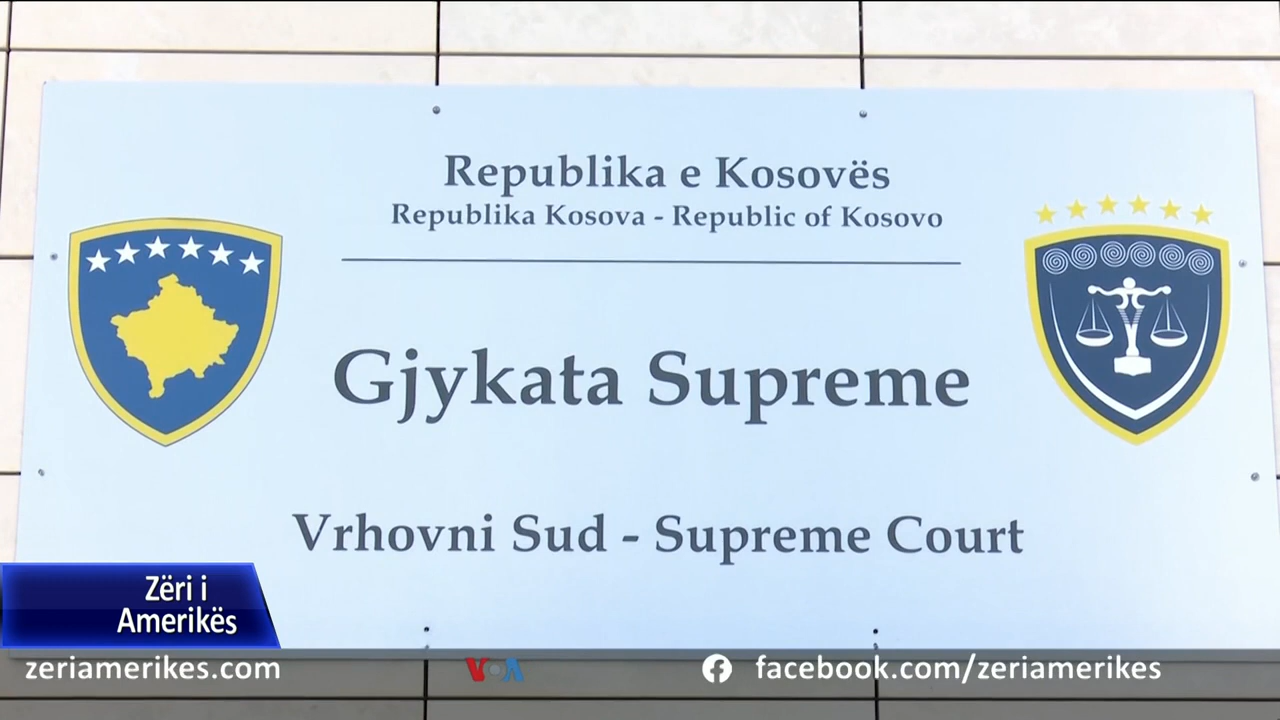 Republika e Kosovës
Republika Kosova - Republic of Kosovo
Gjykata Supreme
Vrhovni Sud - Supreme Court
Zëri i
Amerikës
zeriamerikes.com
VOA
facebook.com/zeriamerikes